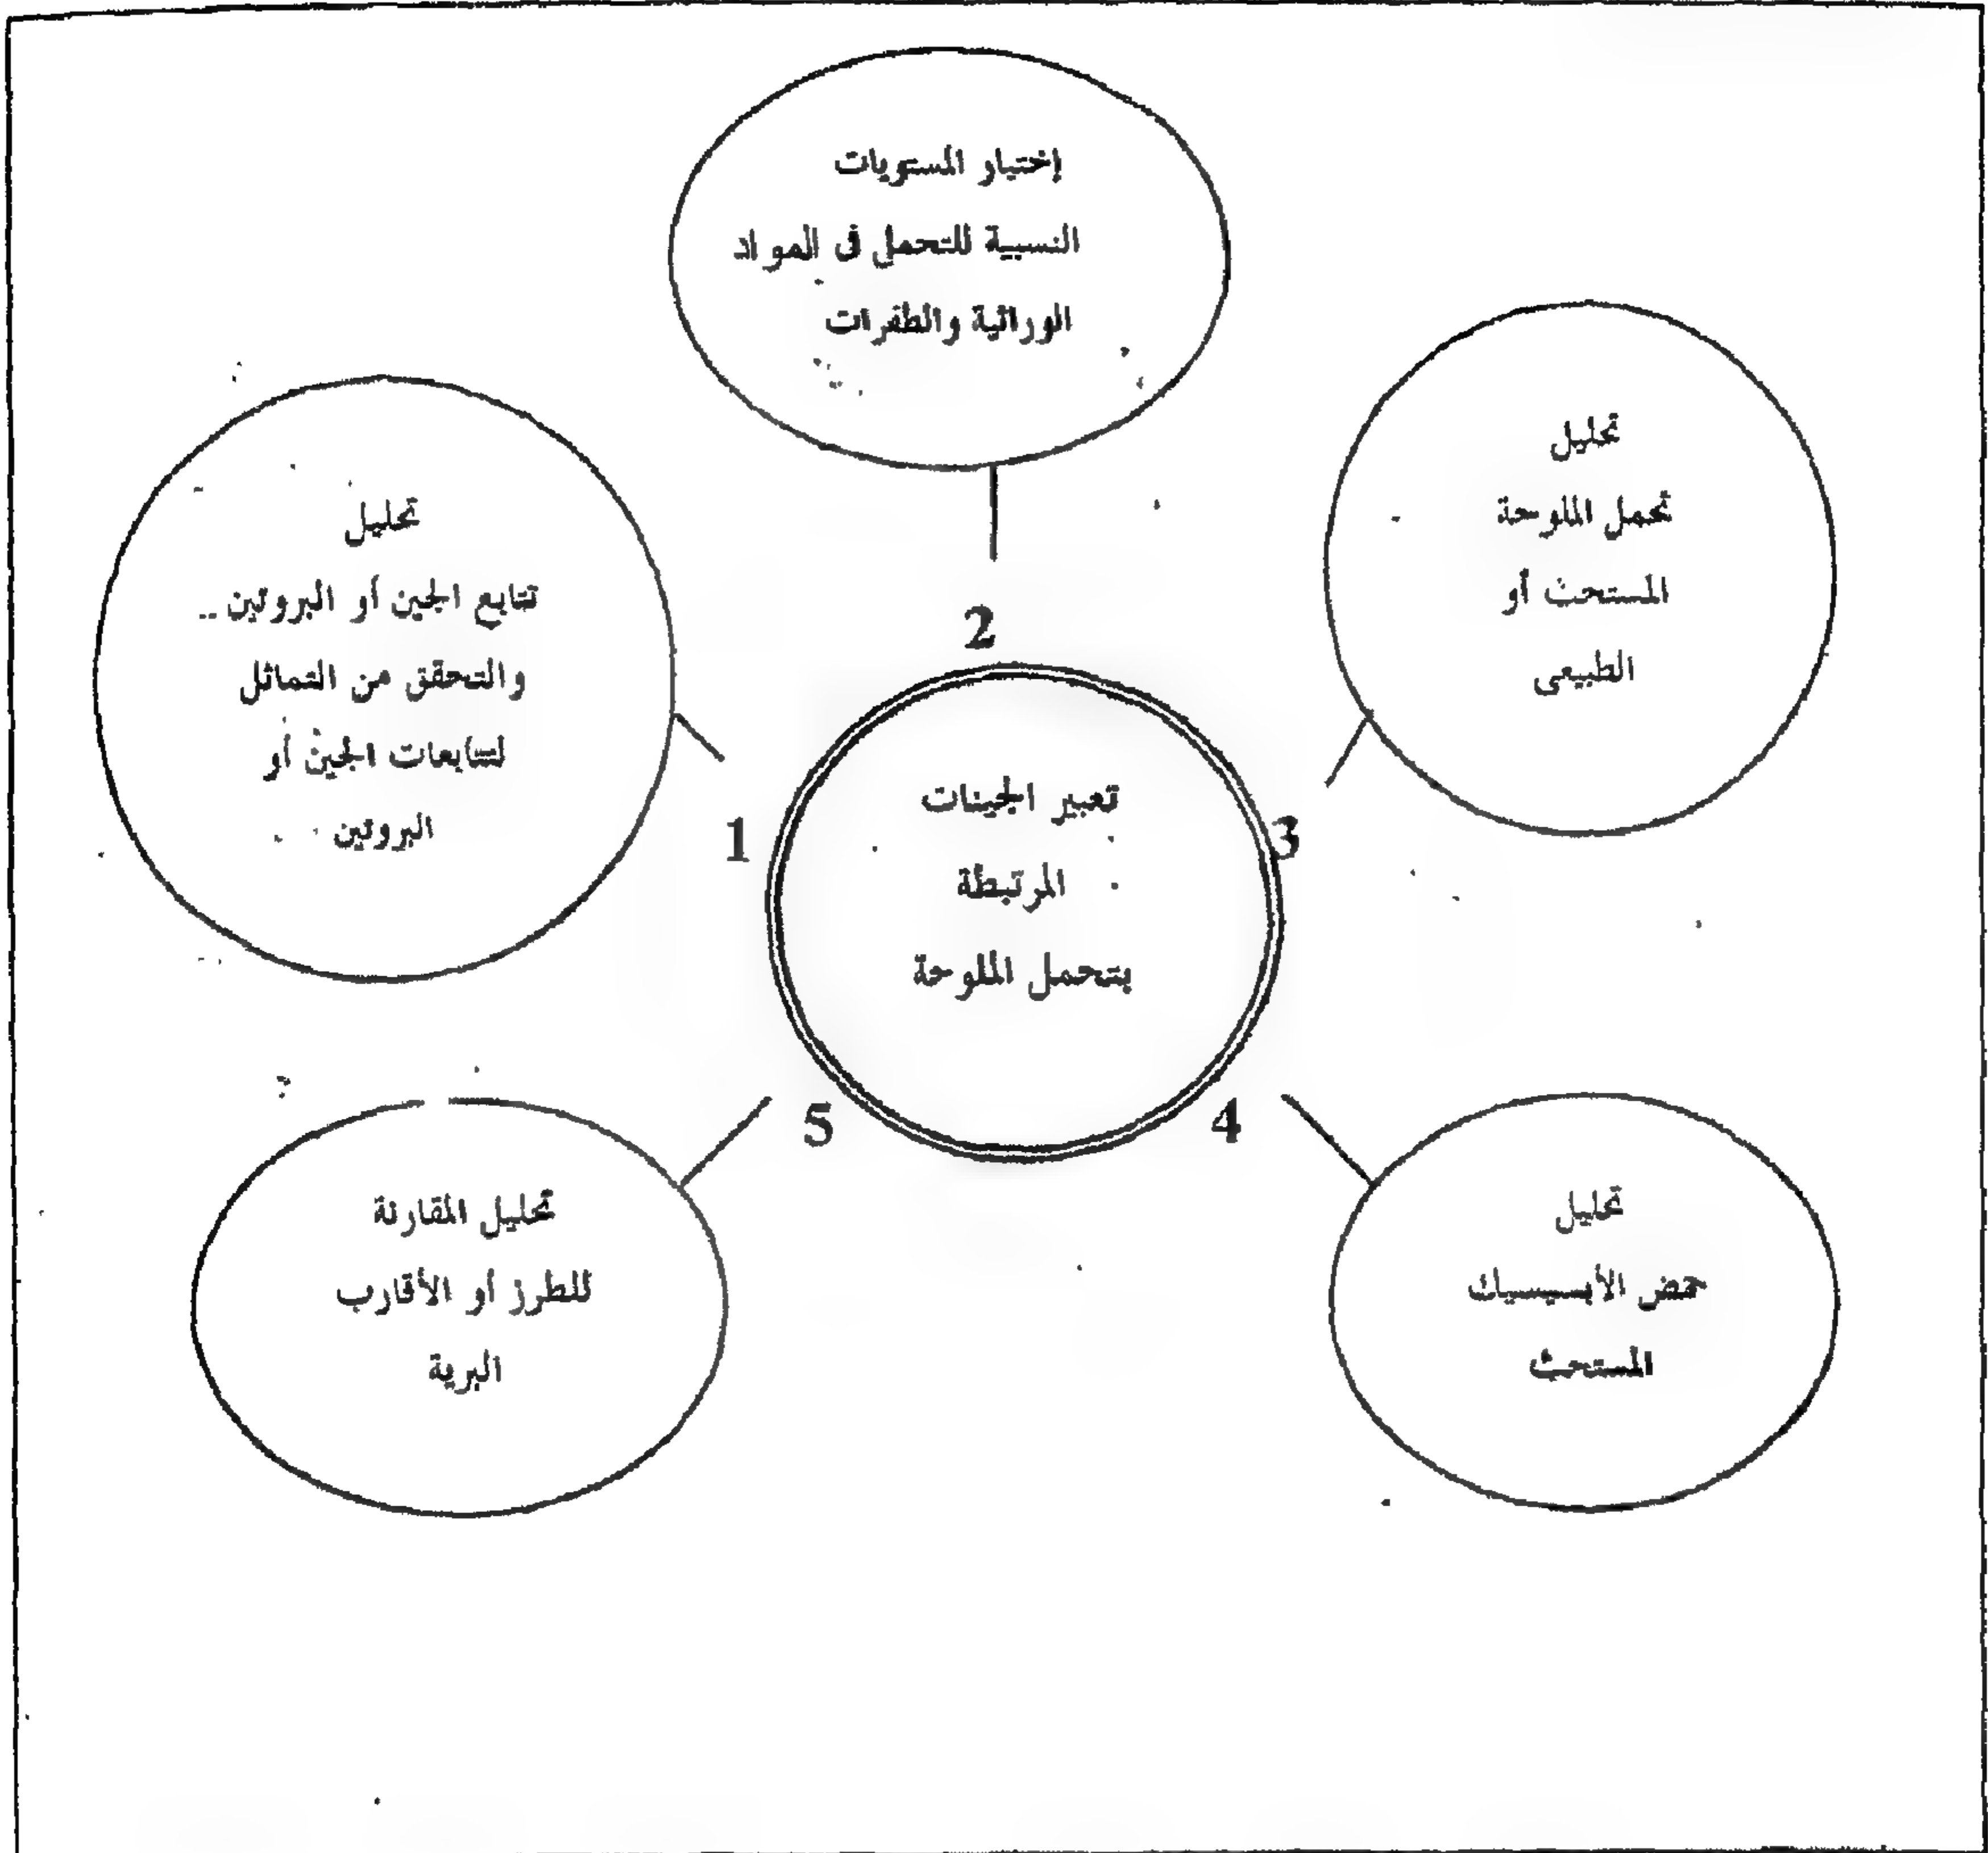 إختيار المستويات
النسبية للتحمل في المواد
الوراثية والطفرات
تحليل
تحمل الملوحة
المستحث أو
الطبيعى
تحليل
تتابع الجين أو البروتين
والتحقق من التماثل
لتتابعات الجين أو
البروتين
2
1
3
تعبير الجينات
المرتبطة
بتحمل الملوحة
5
4
تحليل المقارنة
للطرز أو الأقارب
البرية
تحليل
حمض الأبسيسيك
المستحث